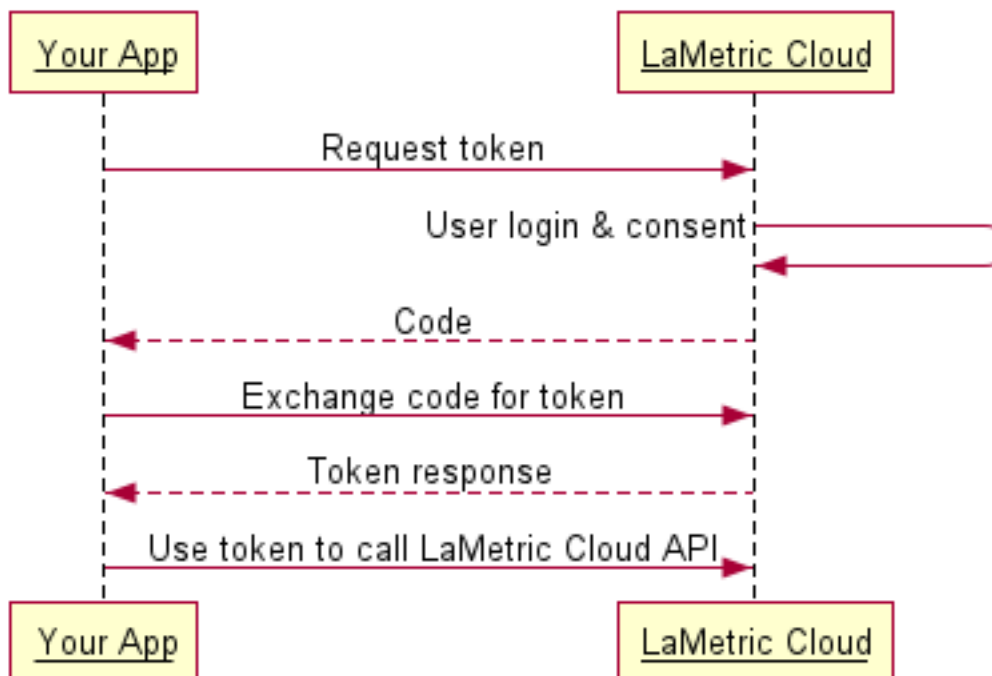 Your App
LaMetric Cloud
Request token
User login & consent
Code
Exchange code for token
Token response
Use token to call LaMetric Cloud API
Your App
LaMetric Cloud